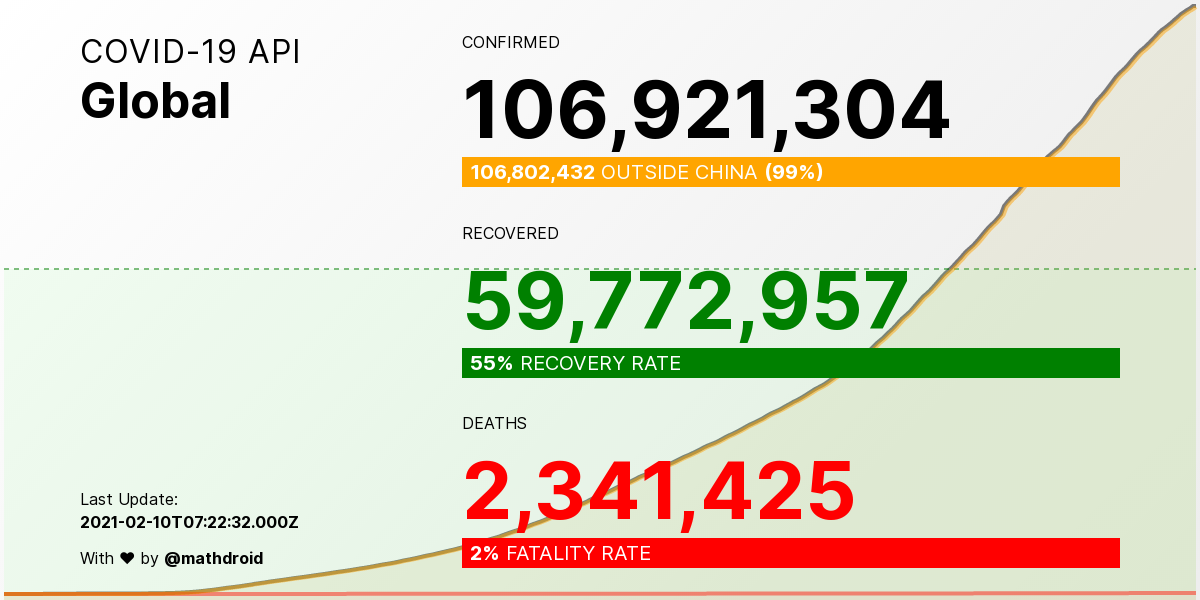 COVID-19 API
Global
CONFIRMED
106,921,304
106,802,432 OUTSIDE CHINA (99%)
RECOVERED
59,772,957
55% RECOVERY RATE
DEATHS
2,341,425
2% FATALITY RATE
Last Update:
2021-02-10T07:22:32.000Z
With ♥ by @mathdroid